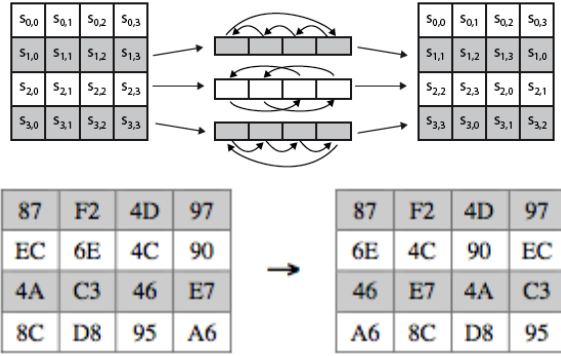 S0,0 S0,1 S0,2 S0,3 S0,0 S0,1 S0,2 S0,3
S1,0 S1,1 S1,2 S1,3 S1,1 S1,2 S1,3 S1,0
S2,0 S2,1 S2,2 S2,3 S2,2 S2,3 S2,0 S2,1
S3,0 S3,1 S3,2 S3,3 S3,3 S3,0 S3,1 S3,2
87 F2 4D 97 87 F2 4D 97
EC 6E 4C 90 6E 4C 90 EC
4A C3 46 E7 46 E7 4A C3
8C D8 95 A6 A6 8C D8 95